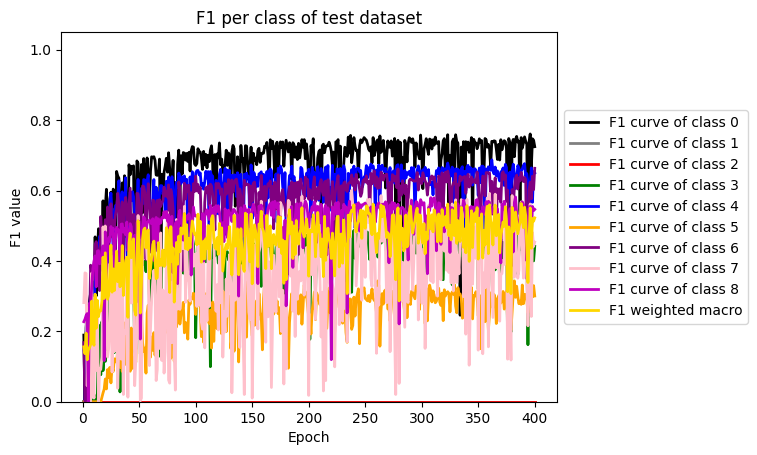 F1 per class of test dataset
F1 value
1.0
0.8
0.6
0.4
0.2
0.0
0
50
100
150
200
250
300
350
400
Epoch
F1 curve of class 0
F1 curve of class 1
F1 curve of class 2
F1 curve of class 3
F1 curve of class 4
F1 curve of class 5
F1 curve of class 6
F1 curve of class 7
F1 curve of class 8
F1 weighted macro